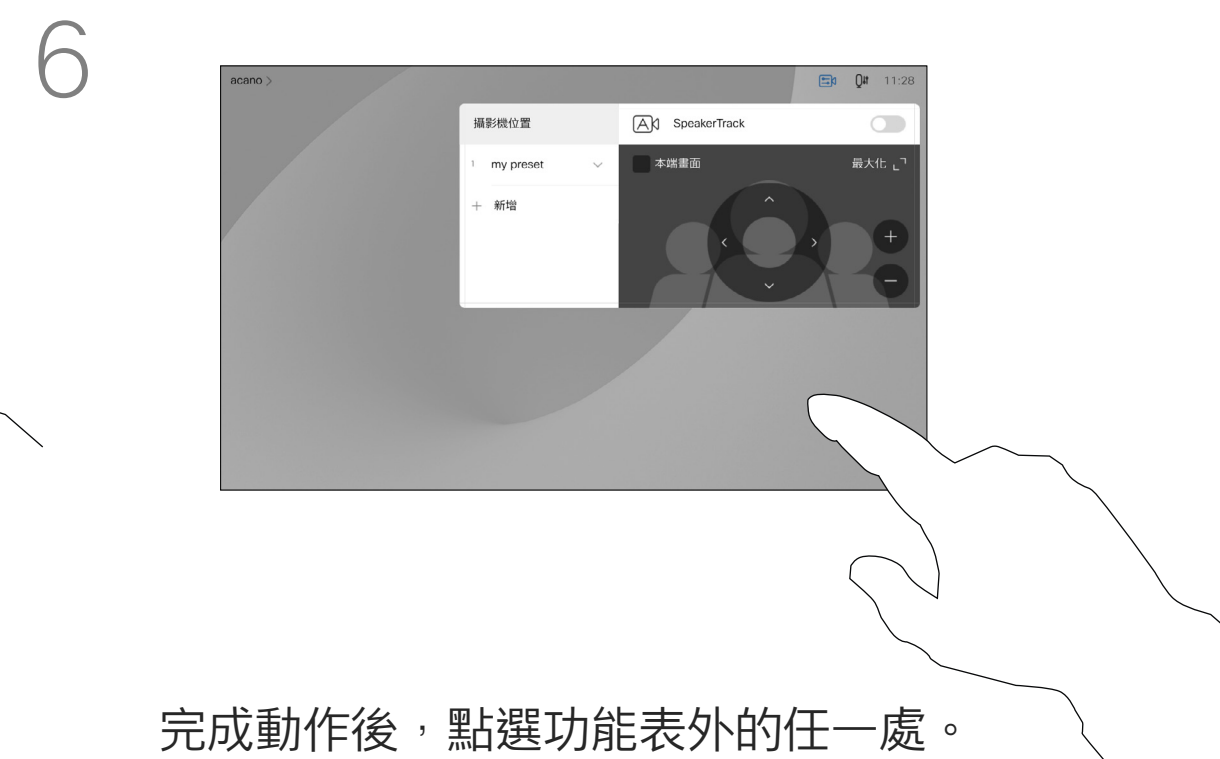 6
acano >
11:28
攝影機位置
SpeakerTrack
1 my preset
本端畫面
最大化
+ 新增
完成動作後，點選功能表外的任一處。